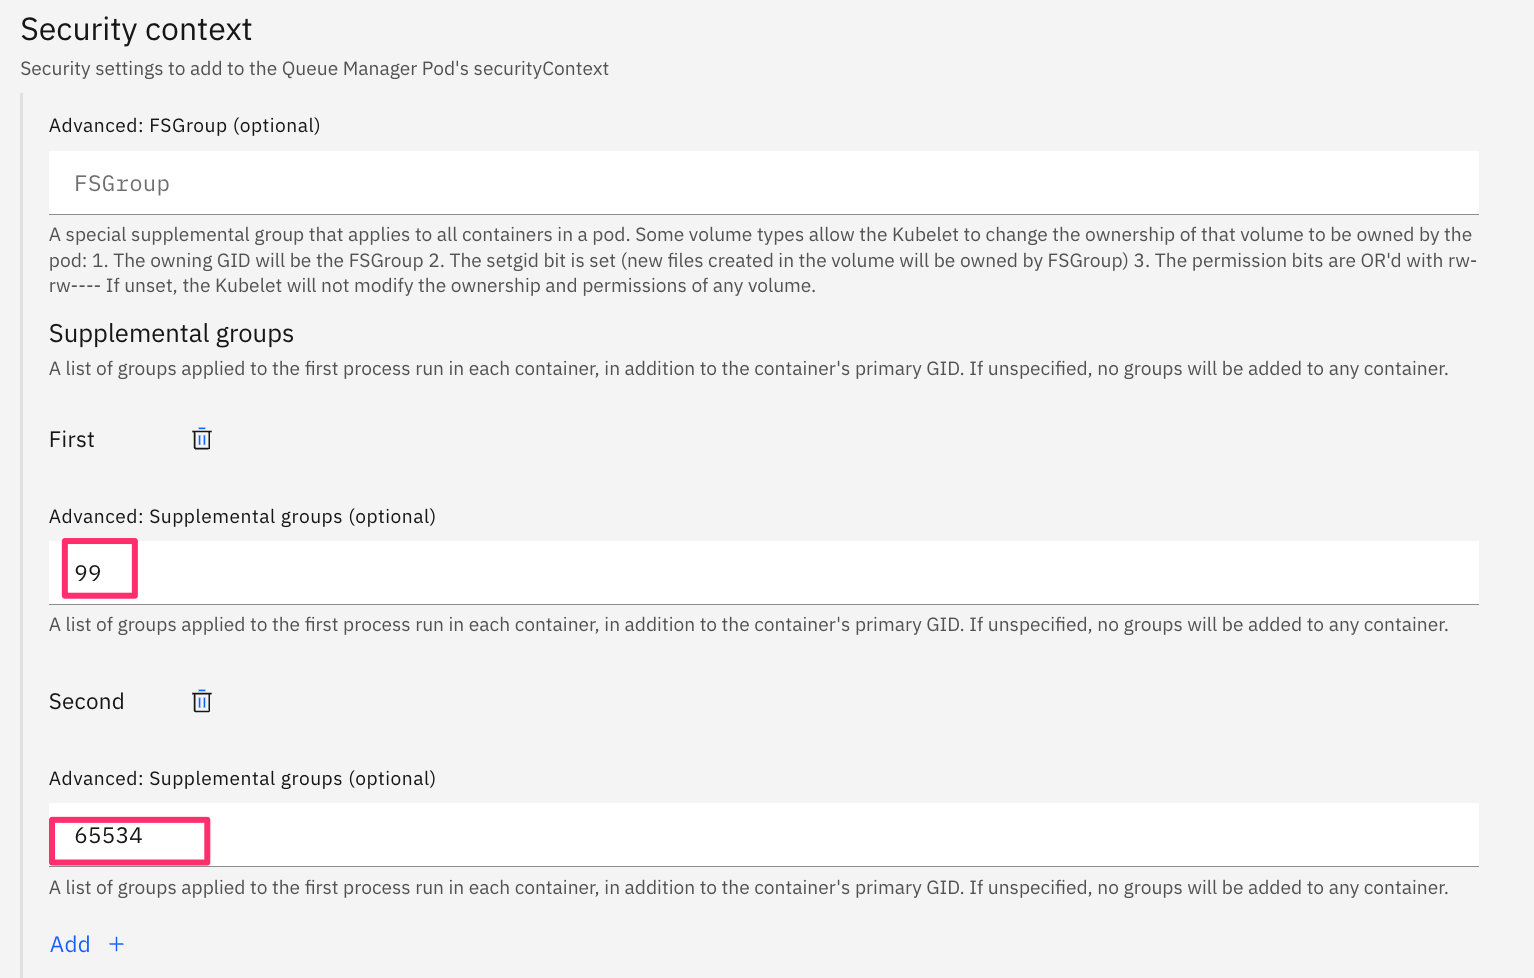 Security context
Security settings to add to the Queue Manager Pod's securityContext
Advanced: FSGroup (optional)
FSGroup
A special supplemental group that applies to all containers in a pod. Some volume types allow the Kubelet to change the ownership of that volume to be owned by the
pod: 1. The owning GID will be the FSGroup 2. The setgid bit is set (new files created in the volume will be owned by FSGroup) 3. The permission bits are OR'd with rw-
rw---- If unset, the Kubelet will not modify the ownership and permissions of any volume.
Supplemental groups
A list of groups applied to the first process run in each container, in addition to the container's primary GID. If unspecified, no groups will be added to any container.
First
Advanced: Supplemental groups (optional)
99
A list of groups applied to the first process run in each container, in addition to the container's primary GID. If unspecified, no groups will be added to any container.
Second
Advanced: Supplemental groups (optional)
65534
A list of groups applied to the first process run in each container, in addition to the container's primary GID. If unspecified, no groups will be added to any container.
Add +